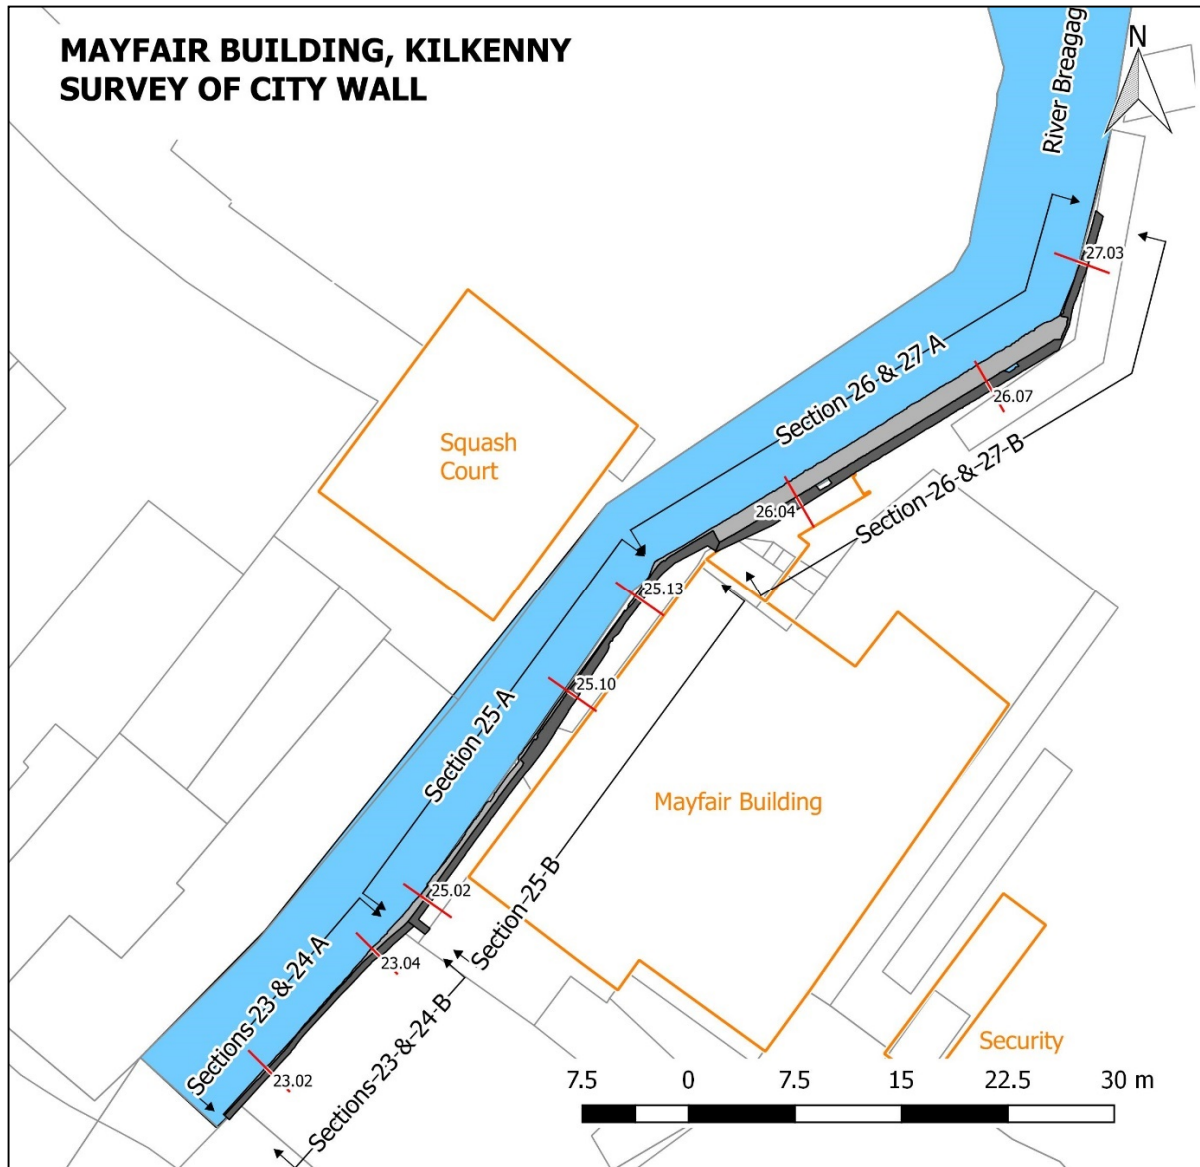 MAYFAIR BUILDING, KILKENNY
SURVEY OF CITY WALL
River Breagag
N
27.03
Section 26 & 27-A
26.07
Squash
Court
Section-26-&-27-B
26.04
25.13
25.10
Section-25-A
Mayfair Building
25.02
Section-25-B
23.04
Sections 23 & 24-A
Sections-23-&-24-B
23.02
Security
7.5 0 7.5 15 22.5 30 m